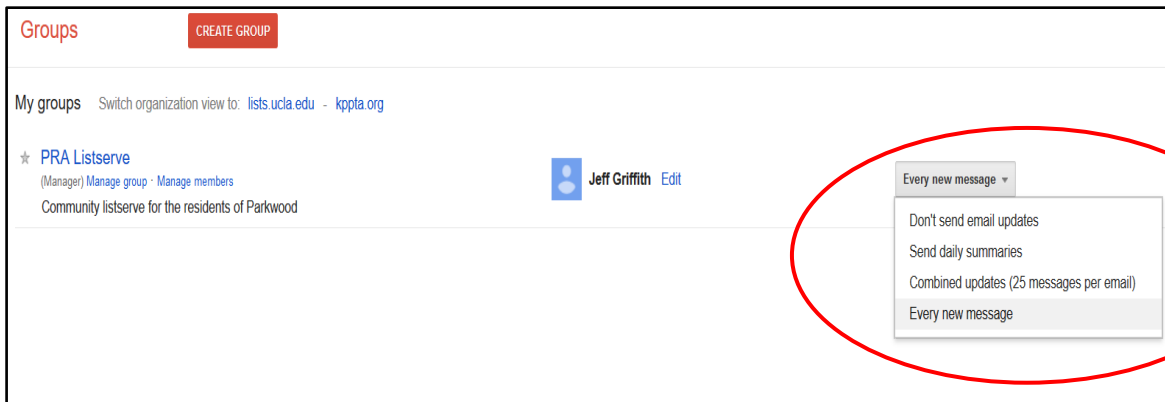 Groups CREATE GROUP
My groups Switch organization view to: lists.ucla.edu - kppta.org
PRA Listserve
(Manager) Manage group · Manage members
Community listserve for the residents of Parkwood
Jeff Griffith Edit
Every new message
Don't send email updates
Send daily summaries
Combined updates (25 messages per email)
Every new message